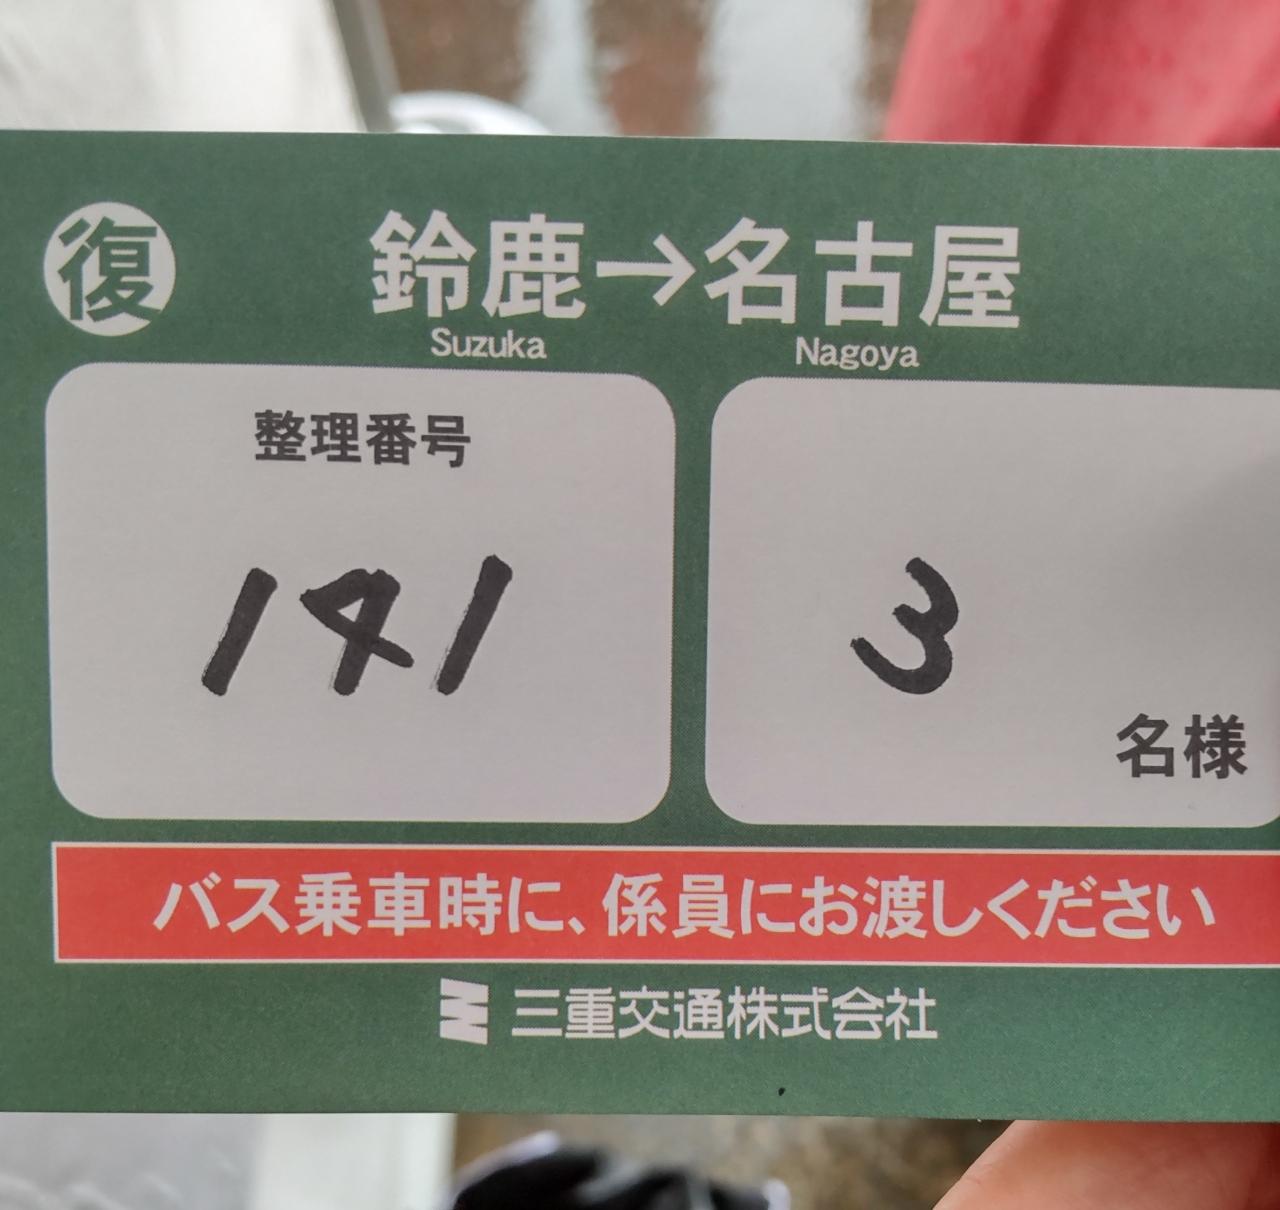 復 鈴鹿→名古屋
Suzuka Nagoya
整理番号
141
3
名様
バス乗車時に、係員にお渡しください
三重交通株式会社